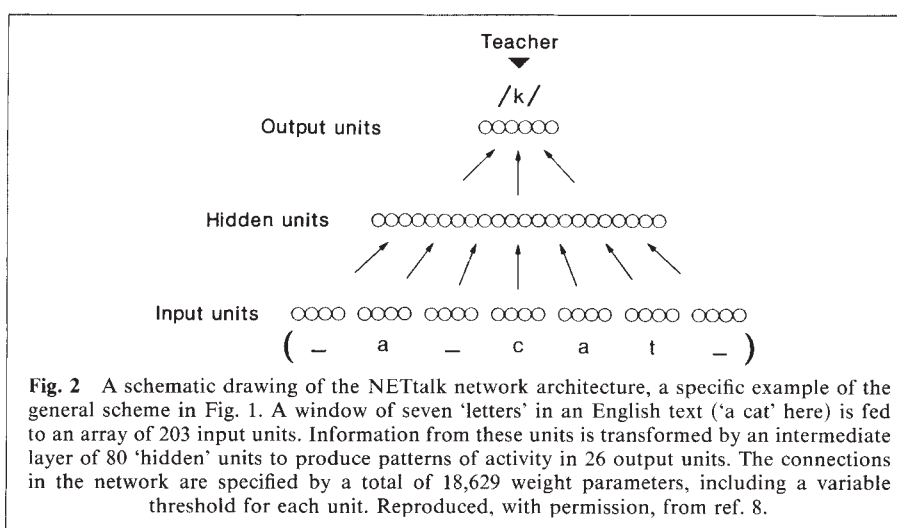 Teacher
/k/
Output units
Hidden units
Input units
( – a – c a t – )
Fig. 2 A schematic drawing of the NETtalk network architecture, a specific example of the
general scheme in Fig. 1. A window of seven ‘letters’ in an English text (‘a cat’ here) is fed
to an array of 203 input units. Information from these units is transformed by an intermediate
layer of 80 ‘hidden’ units to produce patterns of activity in 26 output units. The connections
in the network are specified by a total of 18,629 weight parameters, including a variable
threshold for each unit. Reproduced, with permission, from ref. 8.